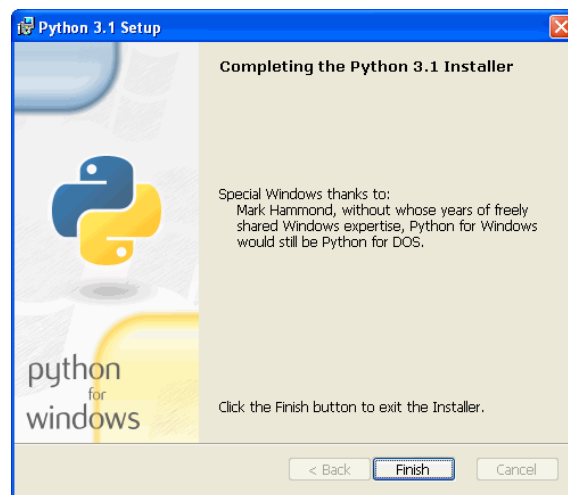 Python 3.1 Setup
Completing the Python 3.1 Installer
Special Windows thanks to:
Mark Hammond, without whose years of freely
shared Windows expertise, Python for Windows
would still be Python for DOS.
python
for
windows
Click the Finish button to exit the Installer.
< Back
Finish
Cancel